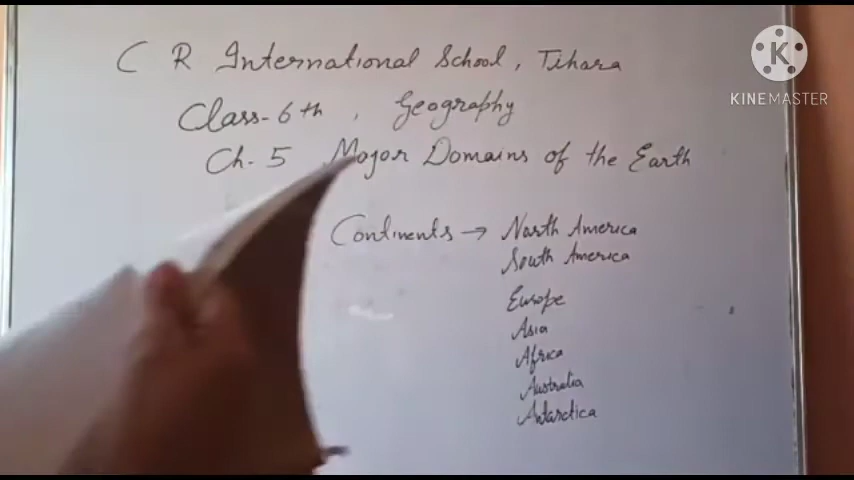 C R International School, Tihara
Class-6th, Geography
Ch-5 Major Domains of the Earth
Continents → North America
South America
Europe
Asia
Africa
Australia
Antarctica
K
KINEMASTER